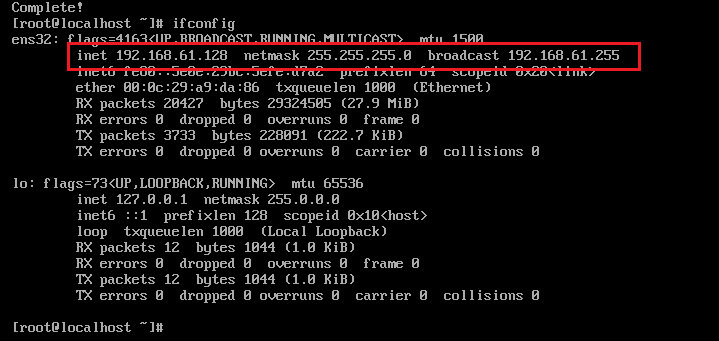 Complete!
[root@localhost ~]# ifconfig
ens32: flags=4163<UP,BROADCAST,RUNNING,MULTICAST> mtu 1500
inet 192.168.61.128 netmask 255.255.255.0 broadcast 192.168.61.255
inet6 prefixlen 64 scopeid 0x20<link>
ether 00:0c:29:a9:da:86 txqueuelen 1000 (Ethernet)
RX packets 20427 bytes 29324505 (27.9 MiB)
RX errors 0 dropped 0 overruns 0 frame 0
TX packets 3733 bytes 228091 (222.7 KiB)
TX errors 0 dropped 0 overruns 0 carrier 0 collisions 0
lo: flags=73<UP,LOOPBACK,RUNNING> mtu 65536
inet 127.0.0.1 netmask 255.0.0.0
inet6 ::1 prefixlen 128 scopeid 0x10<host>
loop txqueuelen 1000 (Local Loopback)
RX packets 12 bytes 1044 (1.0 KiB)
RX errors 0 dropped 0 overruns 0 frame 0
TX packets 12 bytes 1044 (1.0 KiB)
TX errors 0 dropped 0 overruns 0 carrier 0 collisions 0
[root@localhost ~]#